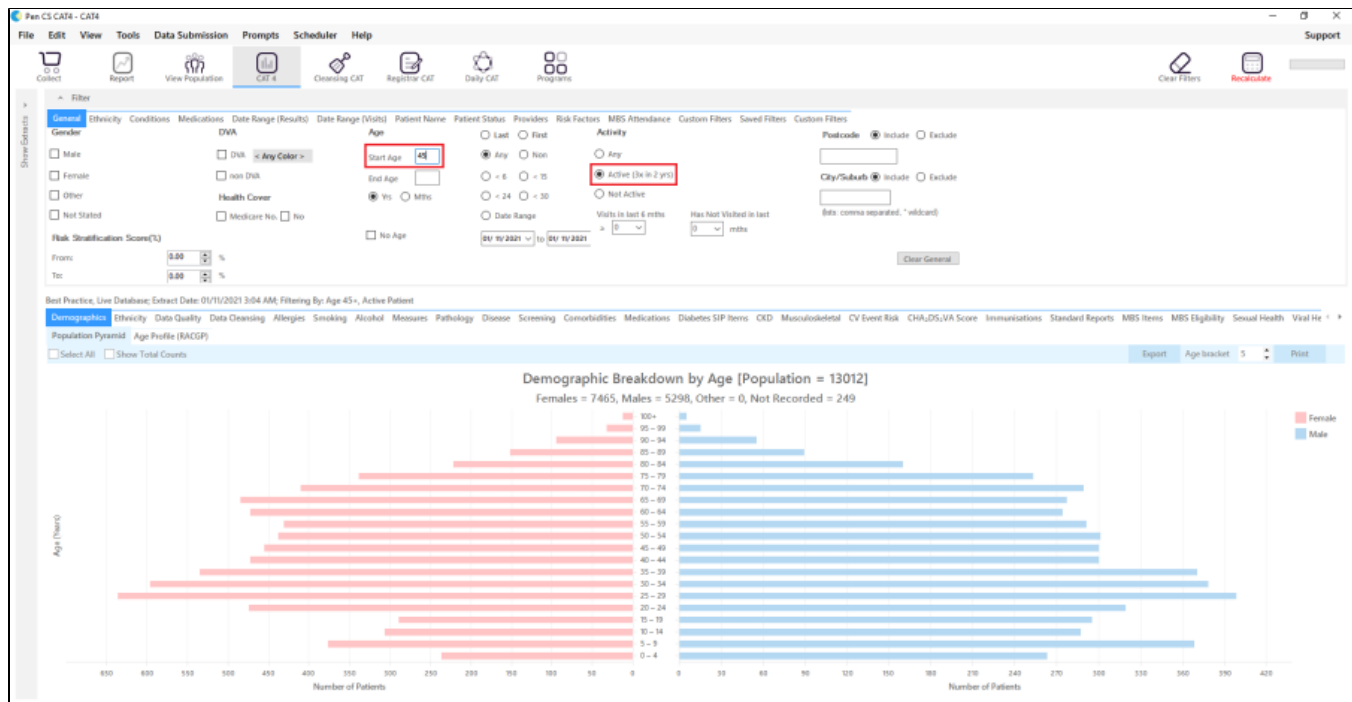 Pen CS CAT4 - CAT4
File Edit View Tools Data Submission Prompts Scheduler Help Support
Collect Report View Population CAT 4 Cleansing CAT Registrar CAT Daily CAT Programs Clear Filters Recalculate
Show Extracts
Filter
General Ethnicity Conditions Medications Date Range (Results) Date Range (Visits) Patient Name Patient Status Providers Risk Factors MBS Attendance Custom Filters Saved Filters Custom Filters
Gender DVA Age Last First Activity Postcode Include Exclude
Male DVA < Any Color > Start Age 45 Any Non Any
Female non DVA End Age < 6 < 15 Active (3x in 2 yrs) City/Suburb Include Exclude
Other Health Cover Yrs Mths < 24 < 30 Not Active
Not Stated Medicare No. No Date Range Visits in last 6 mths Has Not Visited in last (lists: comma separated, * wildcard)
Risk Stratification Score(%) No Age 01/ 11/ 2021 to 01/ 11/ 2021 ≥ 0 0 mths
From: 0.00 % Clear General
To: 0.00 %
Best Practice, Live Database; Extract Date: 01/11/2021 3:04 AM; Filtering By: Age 45+, Active Patient
Demographics Ethnicity Data Quality Data Cleansing Allergies Smoking Alcohol Measures Pathology Disease Screening Comorbidities Medications Diabetes SIP Items CKD Musculoskeletal CV Event Risk CHA₂DS₂VA Score Immunisations Standard Reports MBS Items MBS Eligibility Sexual Health Viral He
Population Pyramid Age Profile (RACGP)
Select All Show Total Counts Export Age bracket 5 Print
Demographic Breakdown by Age [Population = 13012]
Females = 7465, Males = 5298, Other = 0, Not Recorded = 249
Female
Male
100+
95 – 99
90 – 94
85 – 89
80 – 84
75 – 79
70 – 74
65 – 69
60 – 64
55 – 59
50 – 54
45 – 49
40 – 44
35 – 39
30 – 34
25 – 29
20 – 24
15 – 19
10 – 14
5 – 9
0 – 4
Age (Years)
650 600 550 500 450 400 350 300 250 200 150 100 50 0 0 30 60 90 120 150 180 210 240 270 300 330 360 390 420
Number of Patients Number of Patients